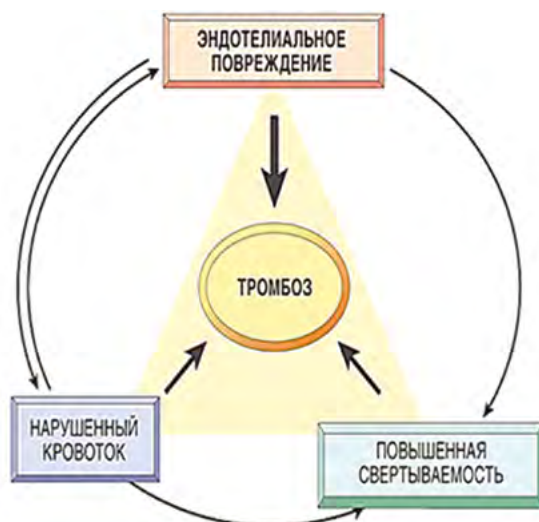 ЭНДОТЕЛИАЛЬНОЕ
ПОВРЕЖДЕНИЕ
ТРОМБОЗ
НАРУШЕННЫЙ
КРОВОТОК
ПОВЫШЕННАЯ
СВЕРТЫВАЕМОСТЬ